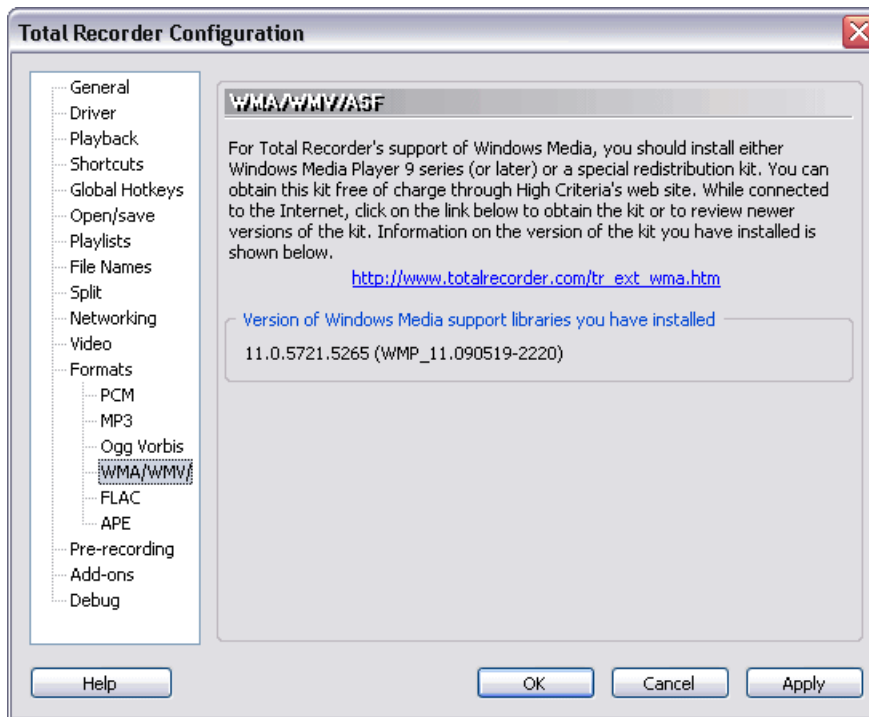 Total Recorder Configuration
General
Driver
Playback
Shortcuts
Global Hotkeys
Open/save
Playlists
File Names
Split
Networking
Video
Formats
PCM
MP3
Ogg Vorbis
WMA/WMV/
FLAC
APE
Pre-recording
Add-ons
Debug
WMA/WMV/ASF
For Total Recorder's support of Windows Media, you should install either
Windows Media Player 9 series (or later) or a special redistribution kit. You can
obtain this kit free of charge through High Criteria's web site. While connected
to the Internet, click on the link below to obtain the kit or to review newer
versions of the kit. Information on the version of the kit you have installed is
shown below.
http://www.totalrecorder.com/tr_ext_wma.htm
Version of Windows Media support libraries you have installed
11.0.5721.5265 (WMP_11.090519-2220)
Help
OK
Cancel
Apply